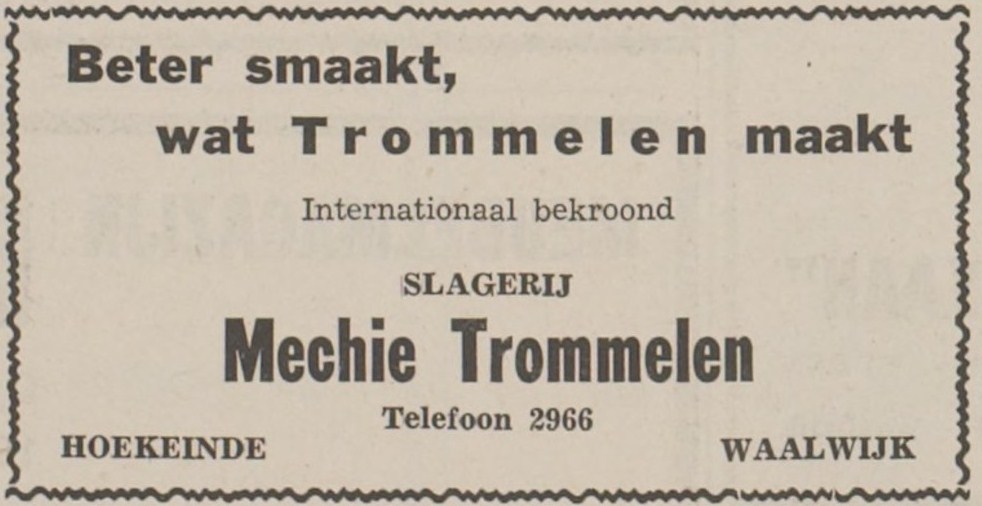 Beter smaakt,
wat Trommelen maakt
Internationaal bekroond
SLAGERIJ
Mechie Trommelen
Telefoon 2966
HOEKEINDE WAALWIJK